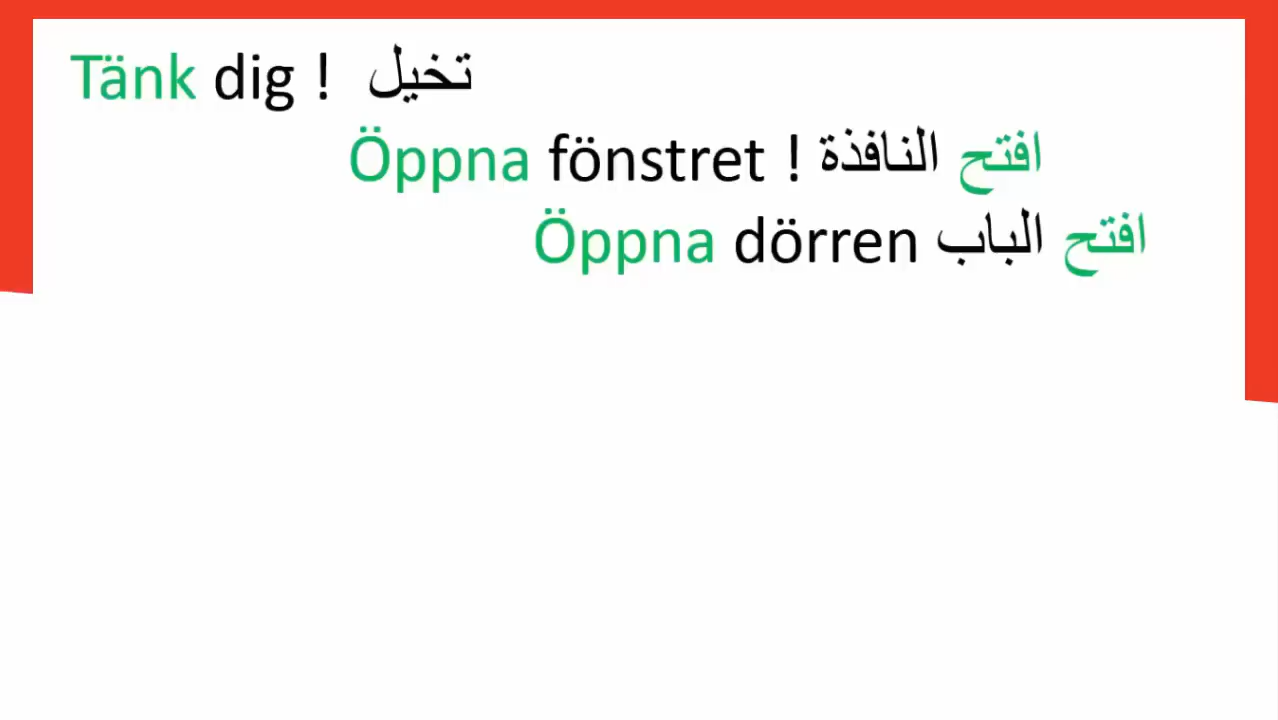 Tänk dig ! تخيل
Öppna fönstret ! افتح النافذة
Öppna dörren افتح الباب